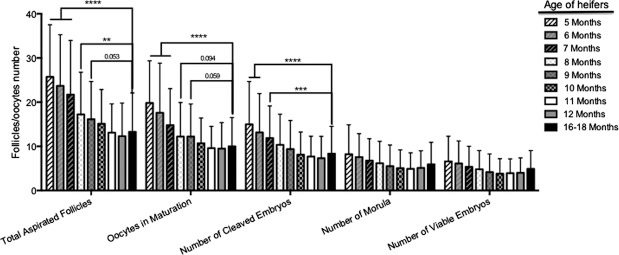 Age of heifers
5 Months
6 Months
7 Months
8 Months
9 Months
10 Months
11 Months
12 Months
16-18 Months
Follicles/oocytes number
40
30
20
10
0
****
**
0.053
****
0.094
0.059
****
***
Total Aspirated Follicles
Oocytes in Maturation
Number of Cleaved Embryos
Number of Morula
Number of Viable Embryos